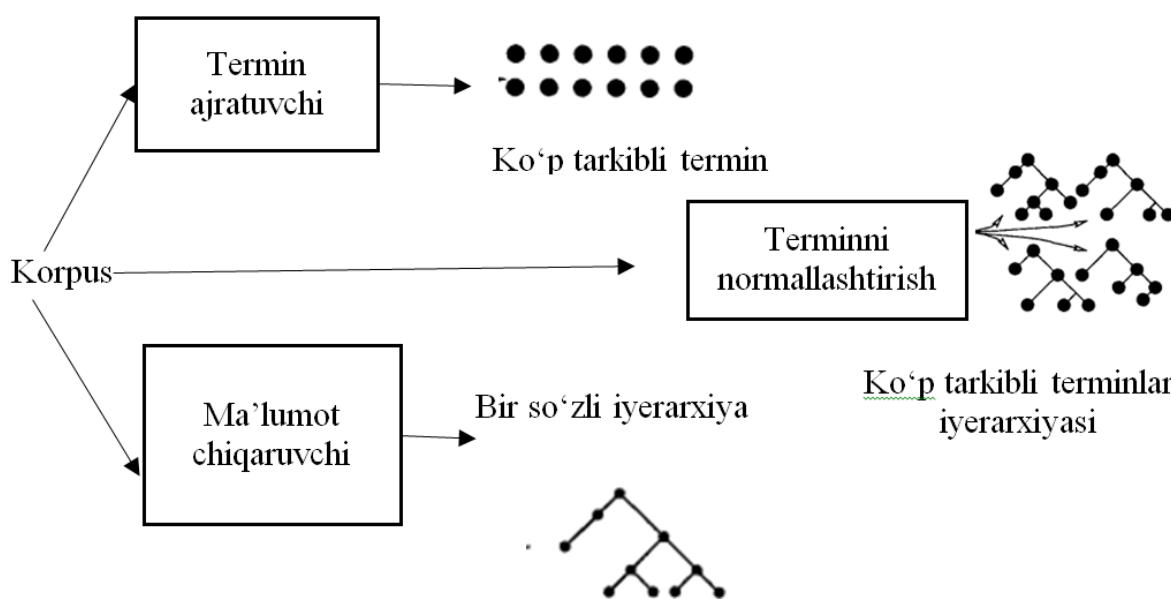 Termin
ajratuvchi
Ko‘p tarkibli termin
Terminni
normallashtirish
Korpus
Ma’lumot
chiqaruvchi
Bir so‘zli iyerarxiya
Ko‘p tarkibli terminlar
iyerarxiyasi